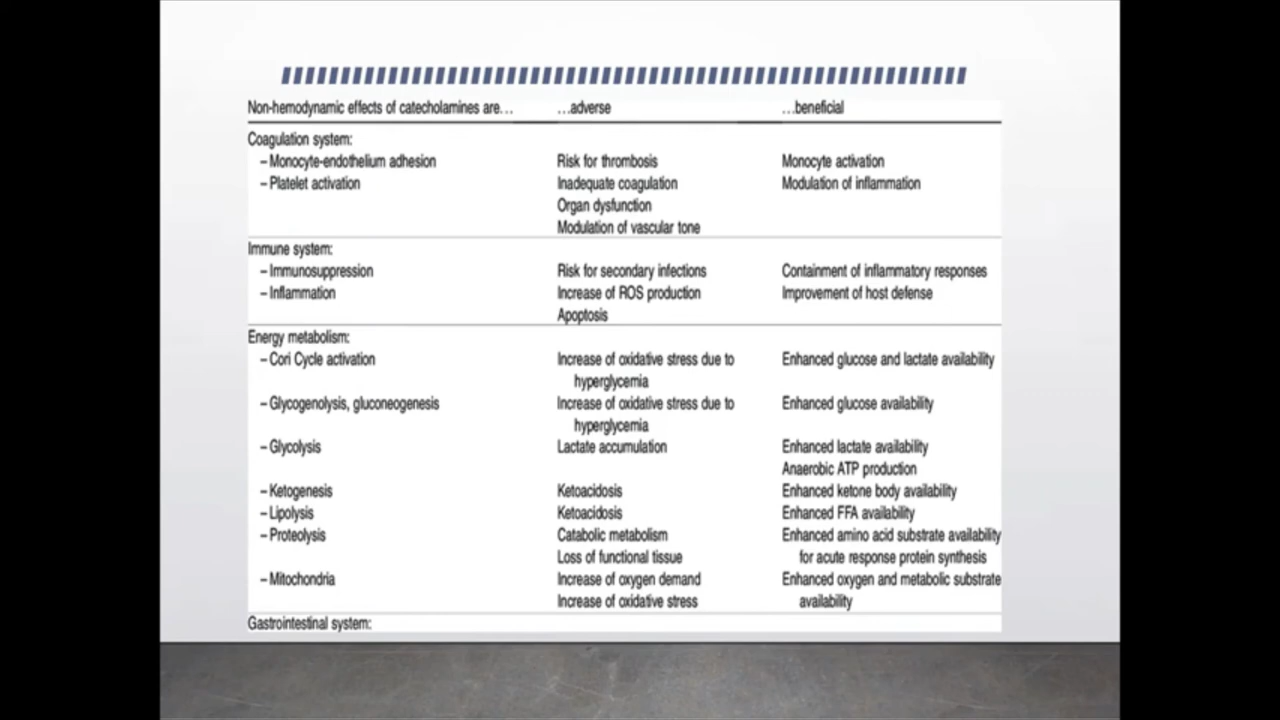 Non-hemodynamic effects of catecholamines are... ...adverse ...beneficial
Coagulation system:
– Monocyte-endothelium adhesion Risk for thrombosis Monocyte activation
– Platelet activation Inadequate coagulation Modulation of inflammation
Organ dysfunction
Modulation of vascular tone
Immune system:
– Immunosuppression Risk for secondary infections Containment of inflammatory responses
– Inflammation Increase of ROS production Improvement of host defense
Apoptosis
Energy metabolism:
– Cori Cycle activation Increase of oxidative stress due to Enhanced glucose and lactate availability
hyperglycemia
– Glycogenolysis, gluconeogenesis Increase of oxidative stress due to Enhanced glucose availability
hyperglycemia
– Glycolysis Lactate accumulation Enhanced lactate availability
Anaerobic ATP production
– Ketogenesis Ketoacidosis Enhanced ketone body availability
– Lipolysis Ketoacidosis Enhanced FFA availability
– Proteolysis Catabolic metabolism Enhanced amino acid substrate availability
Loss of functional tissue for acute response protein synthesis
– Mitochondria Increase of oxygen demand Enhanced oxygen and metabolic substrate
Increase of oxidative stress availability
Gastrointestinal system: